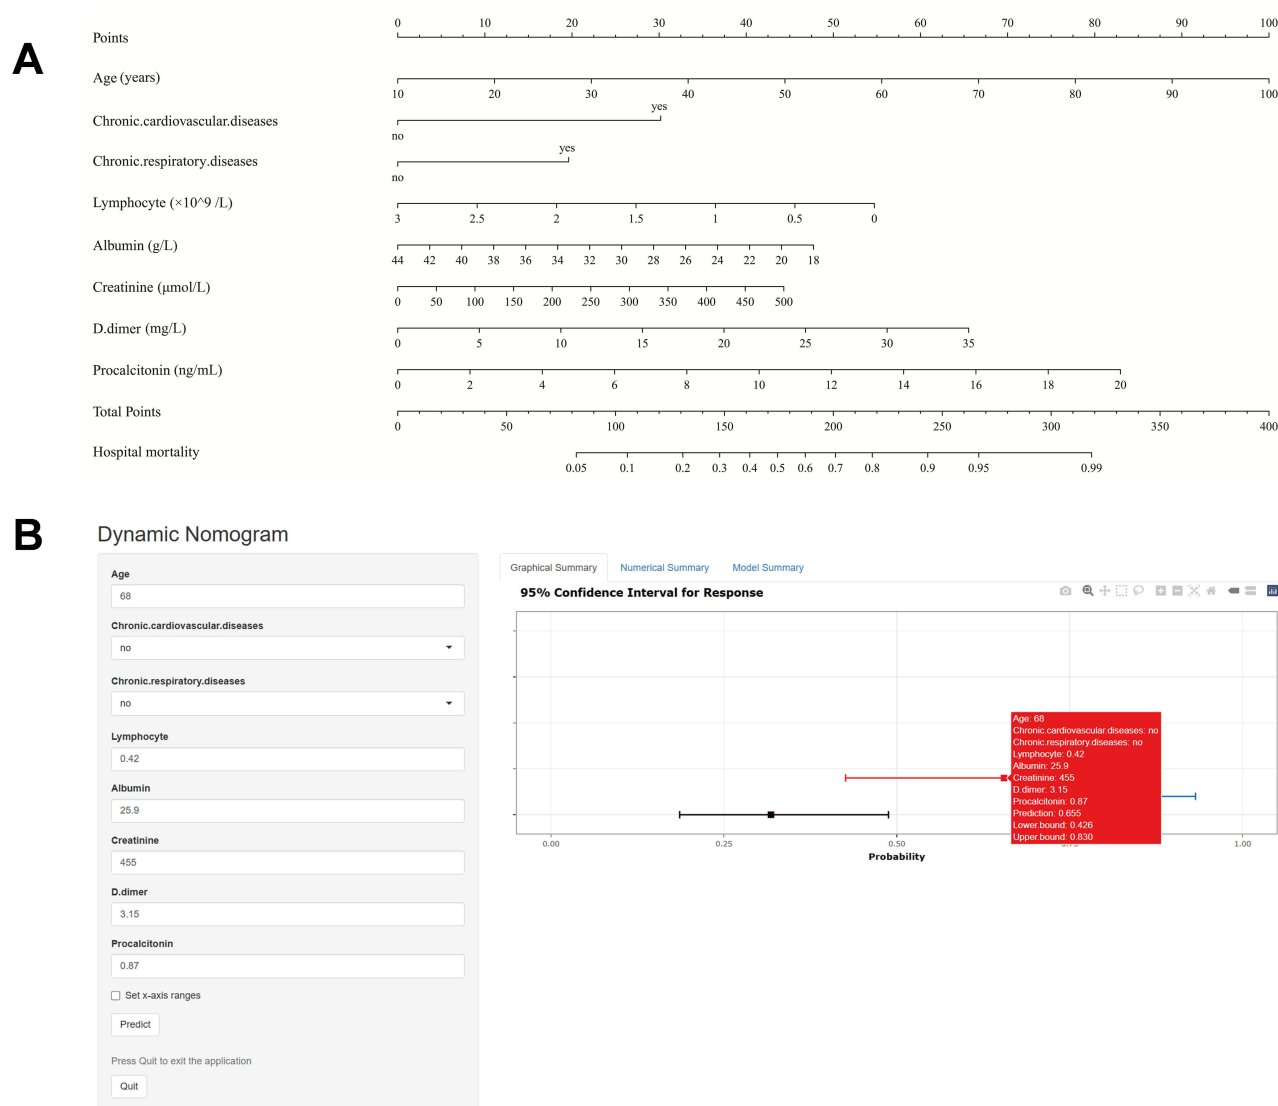 A
Points
0 10 20 30 40 50 60 70 80 90 100
Age (years)
10 20 30 40 50 60 70 80 90 100
Chronic.cardiovascular.diseases
yes
no
Chronic.respiratory.diseases
yes
no
Lymphocyte (×10^9 /L)
3 2.5 2 1.5 1 0.5 0
Albumin (g/L)
44 42 40 38 36 34 32 30 28 26 24 22 20 18
Creatinine (μmol/L)
0 50 100 150 200 250 300 350 400 450 500
D.dimer (mg/L)
0 5 10 15 20 25 30 35
Procalcitonin (ng/mL)
0 2 4 6 8 10 12 14 16 18 20
Total Points
0 50 100 150 200 250 300 350 400
Hospital mortality
0.05 0.1 0.2 0.3 0.4 0.5 0.6 0.7 0.8 0.9 0.95 0.99
B
Dynamic Nomogram
Age
68
Chronic.cardiovascular.diseases
no
Chronic.respiratory.diseases
no
Lymphocyte
0.42
Albumin
25.9
Creatinine
455
D.dimer
3.15
Procalcitonin
0.87
Set x-axis ranges
Predict
Press Quit to exit the application
Quit
Graphical Summary Numerical Summary Model Summary
95% Confidence Interval for Response
Age: 68
Chronic.cardiovascular.diseases: no
Chronic.respiratory.diseases: no
Lymphocyte: 0.42
Albumin: 25.9
Creatinine: 455
D.dimer: 3.15
Procalcitonin: 0.87
Prediction: 0.655
Lower.bound: 0.426
Upper.bound: 0.830
0.00 0.25 0.50 0.75 1.00
Probability